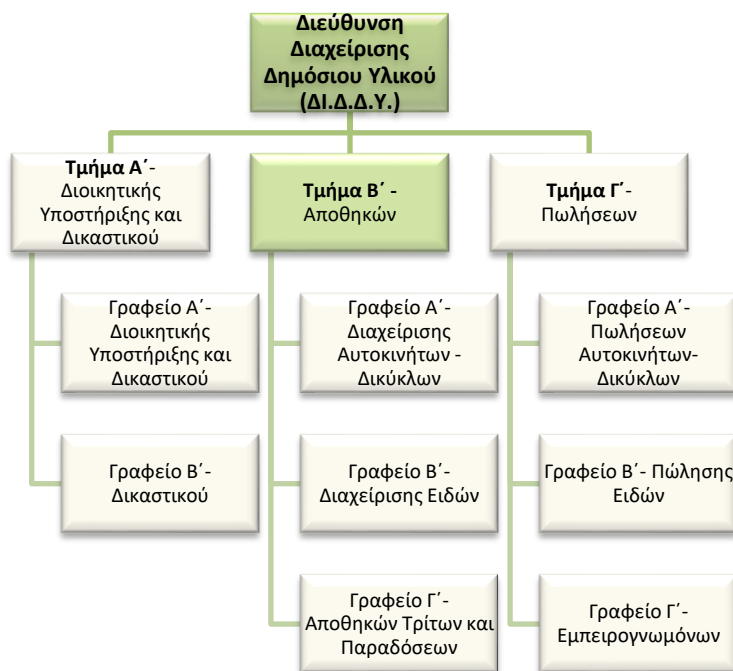 Διεύθυνση
Διαχείρισης
Δημόσιου Υλικού
(ΔΙ.Δ.Δ.Υ.)
Τμήμα Α΄-
Διοικητικής
Υποστήριξης και
Δικαστικού
Τμήμα Β΄ -
Αποθηκών
Τμήμα Γ΄-
Πωλήσεων
Γραφείο Α΄-
Διοικητικής
Υποστήριξης και
Δικαστικού
Γραφείο Β΄-
Δικαστικού
Γραφείο Α΄-
Διαχείρισης
Αυτοκινήτων -
Δικύκλων
Γραφείο Β΄-
Διαχείρισης Ειδών
Γραφείο Γ΄-
Αποθηκών Τρίτων και
Παραδόσεων
Γραφείο Α΄-
Πωλήσεων
Αυτοκινήτων-
Δικύκλων
Γραφείο Β΄- Πώλησης
Ειδών
Γραφείο Γ΄-
Εμπειρογνωμόνων